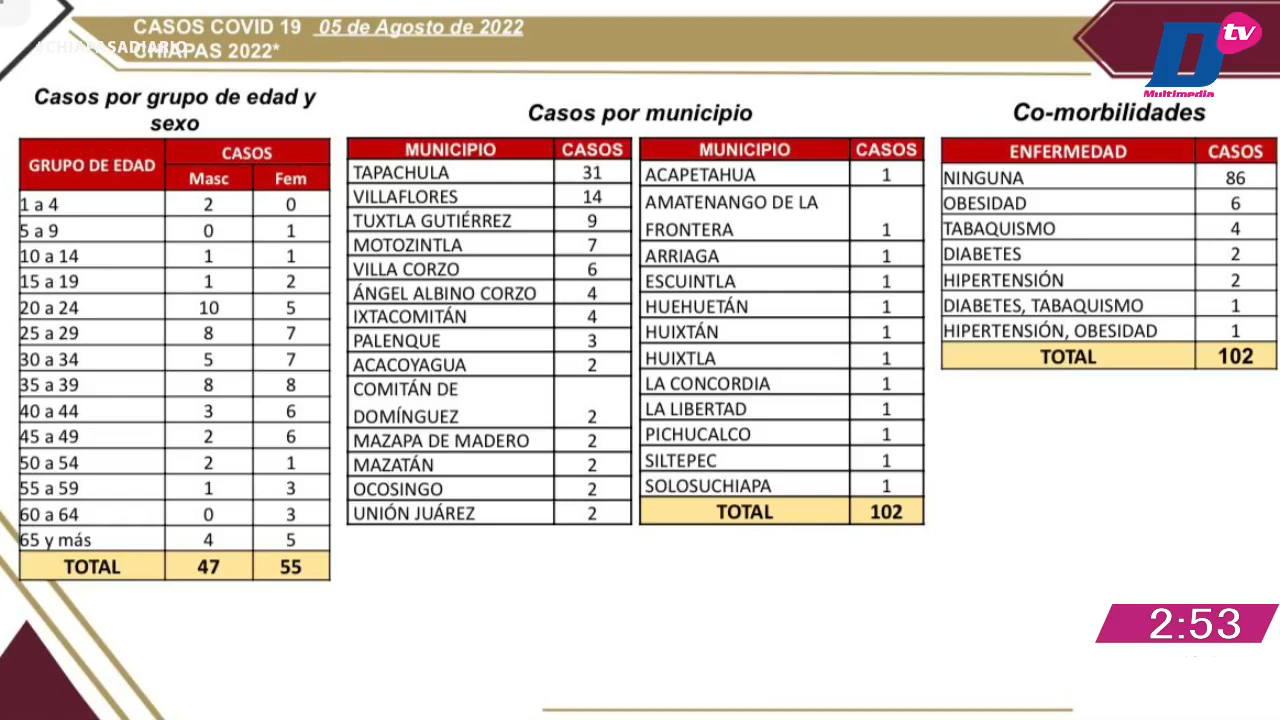 CASOS COVID 19 05 de Agosto de 2022
#CHIAPASADIARIO
CHIAPAS 2022*
D tv
Multimedia
Casos por grupo de edad y
sexo
GRUPO DE EDAD CASOS
Masc Fem
1 a 4 2 0
5 a 9 0 1
10 a 14 1 1
15 a 19 1 2
20 a 24 10 5
25 a 29 8 7
30 a 34 5 7
35 a 39 8 8
40 a 44 3 6
45 a 49 2 6
50 a 54 2 1
55 a 59 1 3
60 a 64 0 3
65 y más 4 5
TOTAL 47 55
Casos por municipio
MUNICIPIO CASOS
TAPACHULA 31
VILLAFLORES 14
TUXTLA GUTIÉRREZ 9
MOTOZINTLA 7
VILLA CORZO 6
ÁNGEL ALBINO CORZO 4
IXTACOMITÁN 4
PALENQUE 3
ACACOYAGUA 2
COMITÁN DE
DOMÍNGUEZ 2
MAZAPA DE MADERO 2
MAZATÁN 2
OCOSINGO 2
UNIÓN JUÁREZ 2
MUNICIPIO CASOS
ACAPETAHUA 1
AMATENANGO DE LA
FRONTERA 1
ARRIAGA 1
ESCUINTLA 1
HUEHUETÁN 1
HUIXTÁN 1
HUIXTLA 1
LA CONCORDIA 1
LA LIBERTAD 1
PICHUCALCO 1
SILTEPEC 1
SOLOSUCHIAPA 1
TOTAL 102
Co-morbilidades
ENFERMEDAD CASOS
NINGUNA 86
OBESIDAD 6
TABAQUISMO 4
DIABETES 2
HIPERTENSIÓN 2
DIABETES, TABAQUISMO 1
HIPERTENSIÓN, OBESIDAD 1
TOTAL 102
2:53